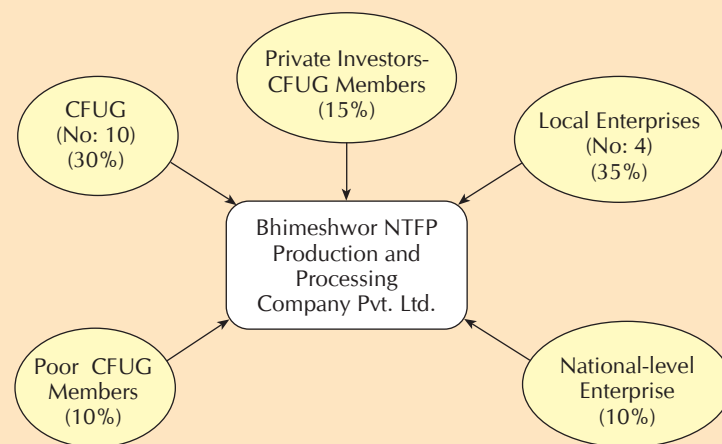 Private Investors-
CFUG Members
(15%)
CFUG
(No: 10)
(30%)
Local Enterprises
(No: 4)
(35%)
Bhimeshwor NTFP
Production and
Processing
Company Pvt. Ltd.
Poor CFUG
Members
(10%)
National-level
Enterprise
(10%)